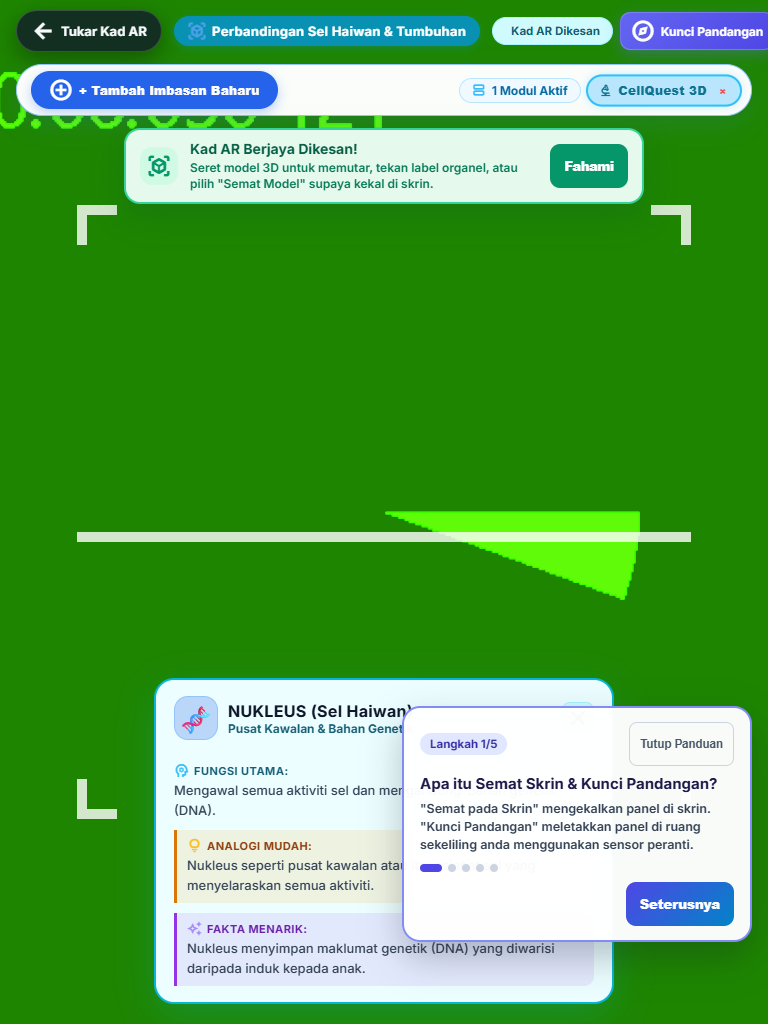 Tukar Kad AR
Perbandingan Sel Haiwan & Tumbuhan
Kad AR Dikesan
Kunci Pandangan
+ Tambah Imbasan Baharu
1 Modul Aktif
CellQuest 3D ×
Kad AR Berjaya Dikesan!
Seret model 3D untuk memutar, tekan label organel, atau
pilih "Semat Model" supaya kekal di skrin.
Fahami
NUKLEUS (Sel Haiwan)
Pusat Kawalan & Bahan
FUNGSI UTAMA:
Mengawal semua aktiviti sel dan
(DNA).
ANALOGI MUDAH:
Nukleus seperti pusat kawalan atau yang
menyelaraskan semua aktiviti.
FAKTA MENARIK:
Nukleus menyimpan maklumat genetik (DNA) yang diwarisi
daripada induk kepada anak.
Langkah 1/5
Tutup Panduan
Apa itu Semat Skrin & Kunci Pandangan?
"Semat pada Skrin" mengekalkan panel di skrin.
"Kunci Pandangan" meletakkan panel di ruang
sekeliling anda menggunakan sensor peranti.
Seterusnya